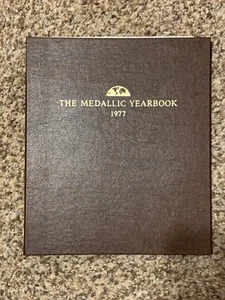 THE MEDALLIC YEARBOOK
1977